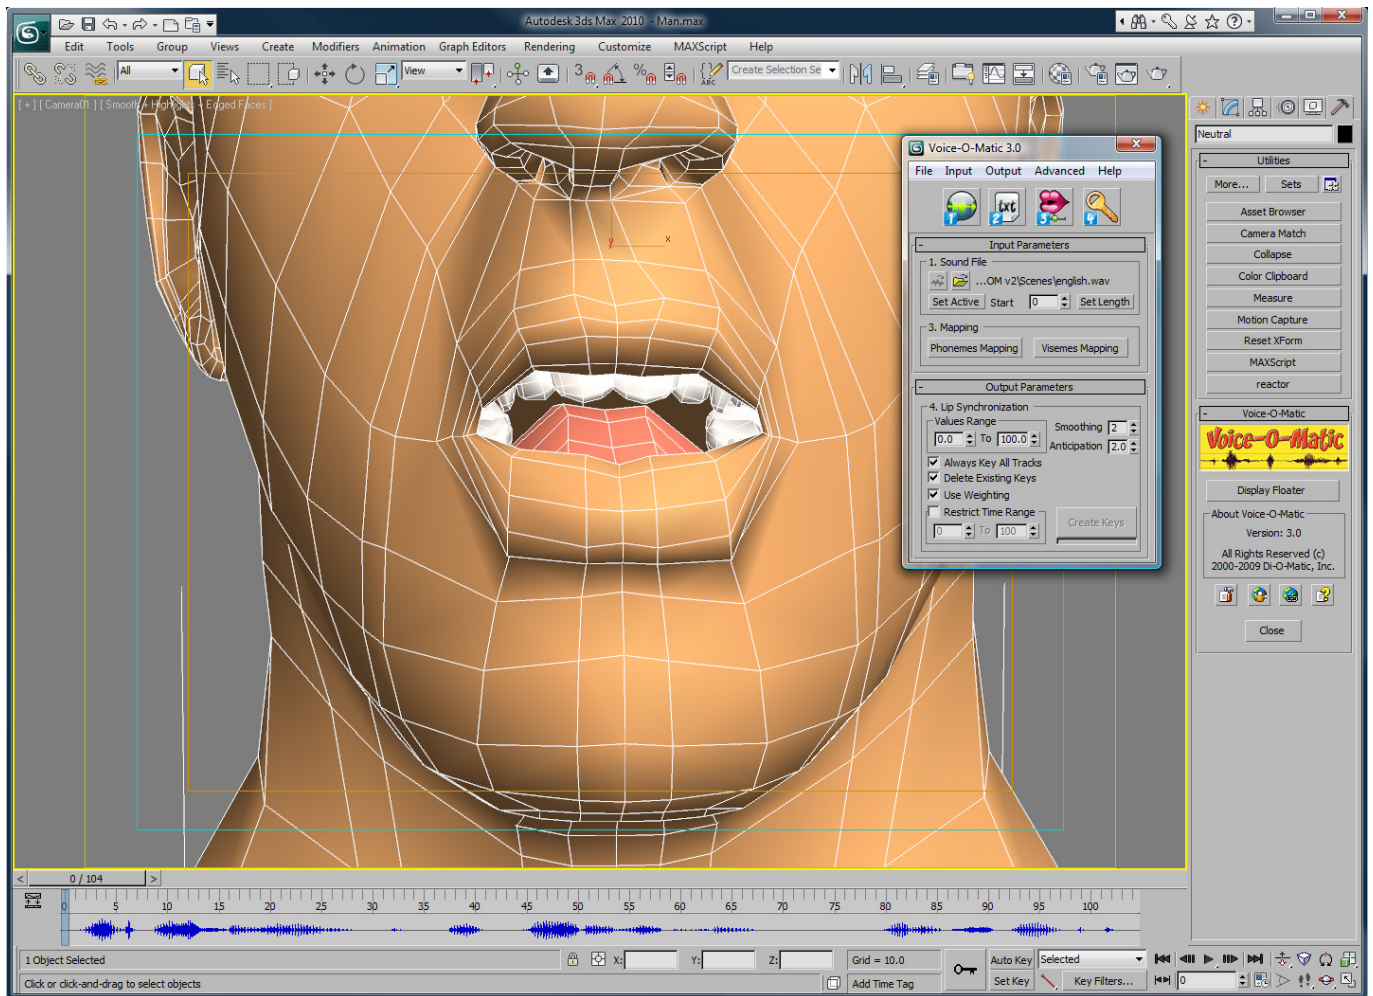 Autodesk 3ds Max 2010 - Man.max
Edit Tools Group Views Create Modifiers Animation Graph Editors Rendering Customize MAXScript Help
All
View
3
%
ABC
Create Selection Se
[ + ] [ Camera01 ] [ Smooth + Highlights + Edged Faces ]
y x
Voice-O-Matic 3.0
File Input Output Advanced Help
1 txt 2 3 4
- Input Parameters
1. Sound File
...OM v2\Scenes\english.wav
Set Active Start 0 Set Length
3. Mapping
Phonemes Mapping Visemes Mapping
- Output Parameters
4. Lip Synchronization
Values Range
0.0 To 100.0
Smoothing 2
Anticipation 2.0
Always Key All Tracks
Delete Existing Keys
Use Weighting
Restrict Time Range
0 To 100
Create Keys
Neutral
- Utilities
More... Sets
Asset Browser
Camera Match
Collapse
Color Clipboard
Measure
Motion Capture
Reset XForm
MAXScript
reactor
- Voice-O-Matic
Voice-O-Matic
Display Floater
About Voice-O-Matic
Version: 3.0
All Rights Reserved (c)
2000-2009 Di-O-Matic, Inc.
Close
< 0 / 104 >
0 5 10 15 20 25 30 35 40 45 50 55 60 65 70 75 80 85 90 95 100
1 Object Selected X: Y: Z: Grid = 10.0 Auto Key Selected
Click or click-and-drag to select objects Add Time Tag Set Key Key Filters... 0